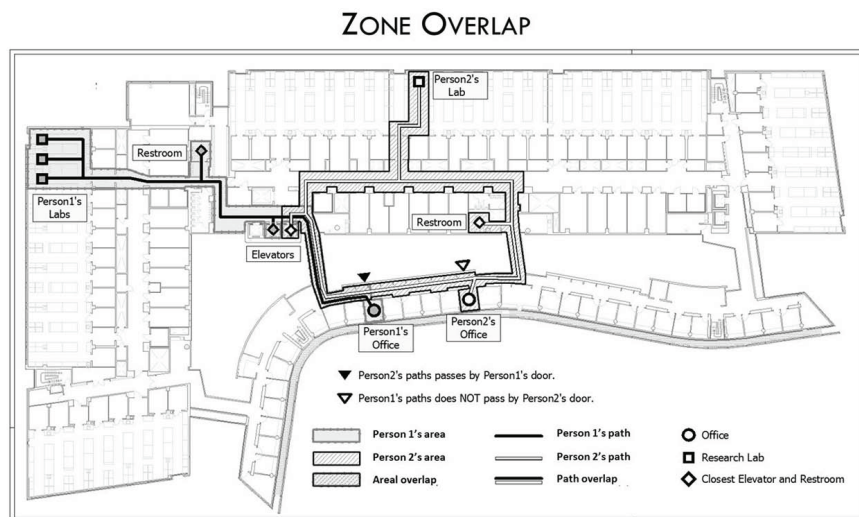 ZONE OVERLAP
Person2's
Lab
Restroom
Person1's
Labs
Restroom
Elevators
Person1's
Office
Person2's
Office
Person2's paths passes by Person1's door.
Person1's paths does NOT pass by Person2's door.
Person 1's area
Person 1's path
Office
Person 2's area
Person 2's path
Research Lab
Areal overlap
Path overlap
Closest Elevator and Restroom